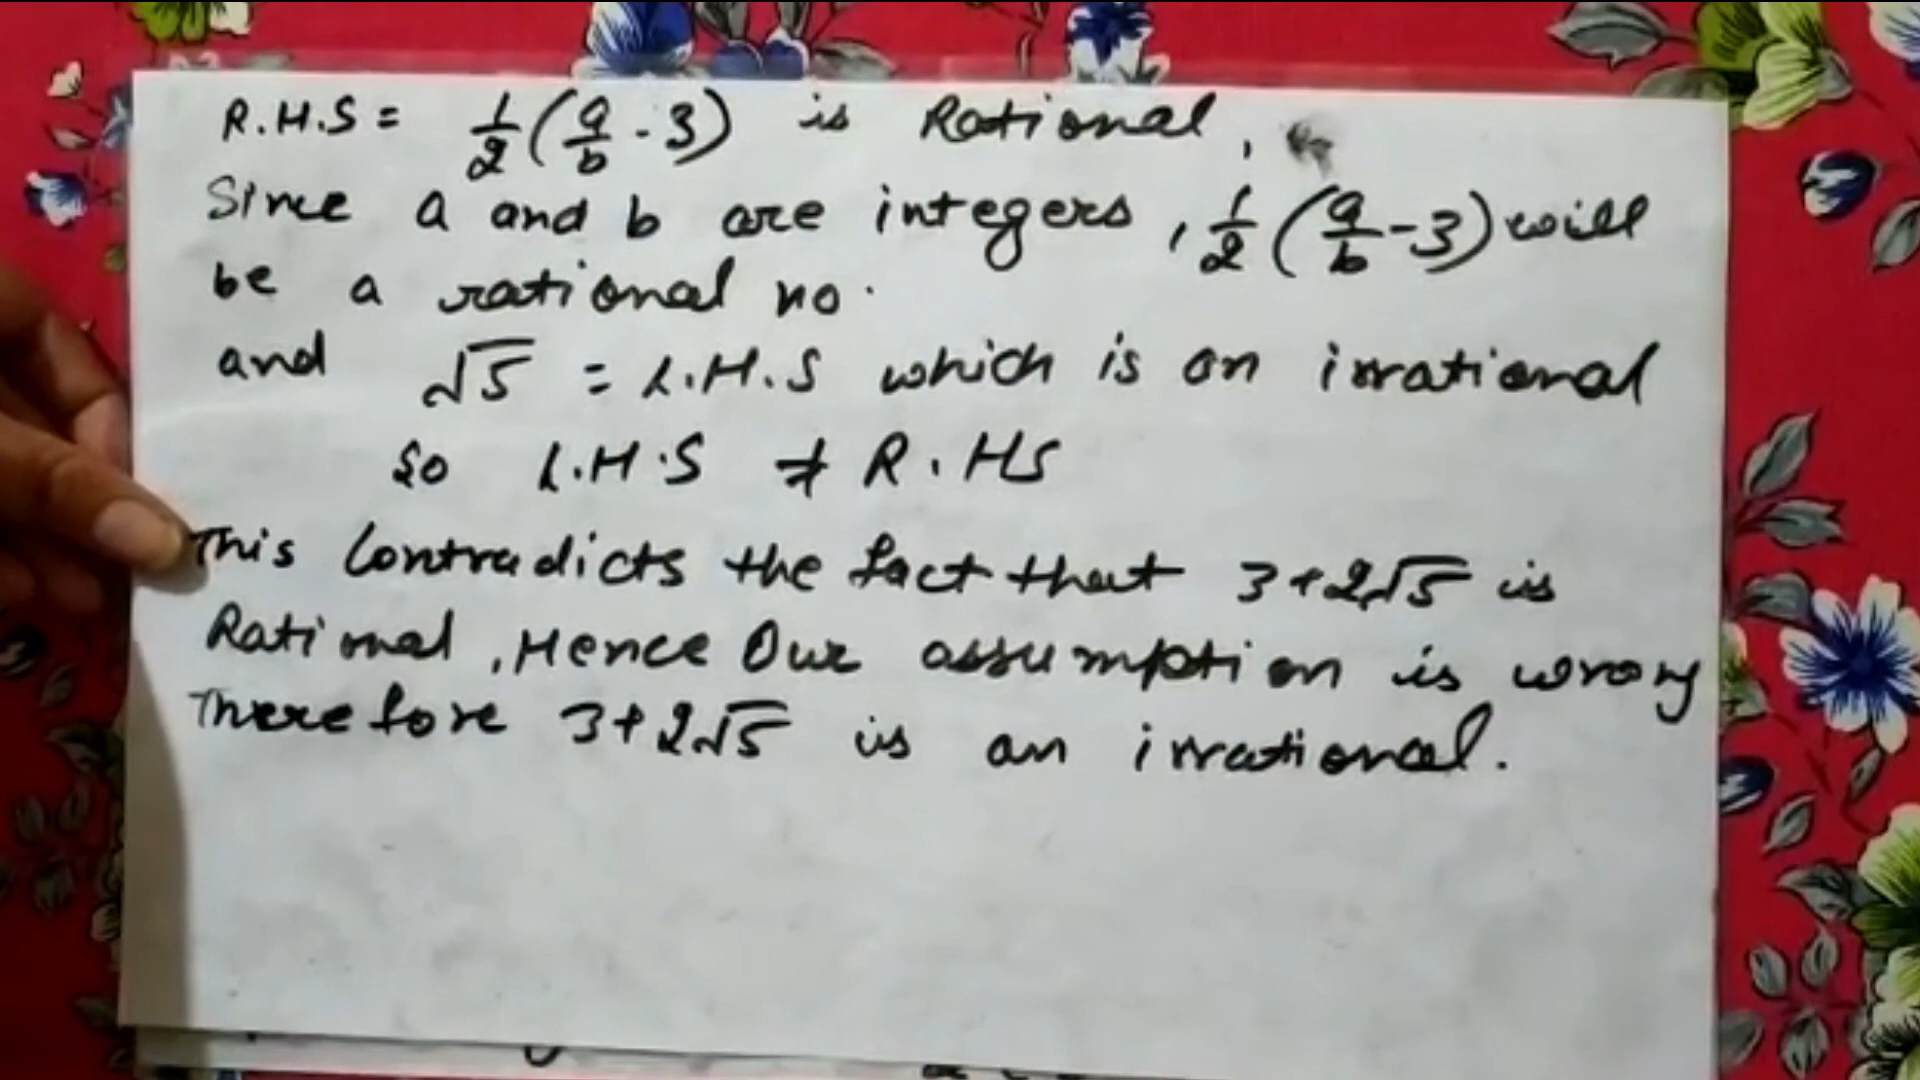 R.H.S = 1/2 (a/b - 3) is Rational,
Since a and b are integers, 1/2 (a/b - 3) will
be a rational no.
and √5 = L.H.S which is an irrational
So L.H.S ≠ R.HS
This Contradicts the fact that 3+2√5 is
Rational, Hence Our assumption is wrong
Therefore 3+2√5 is an irrational.